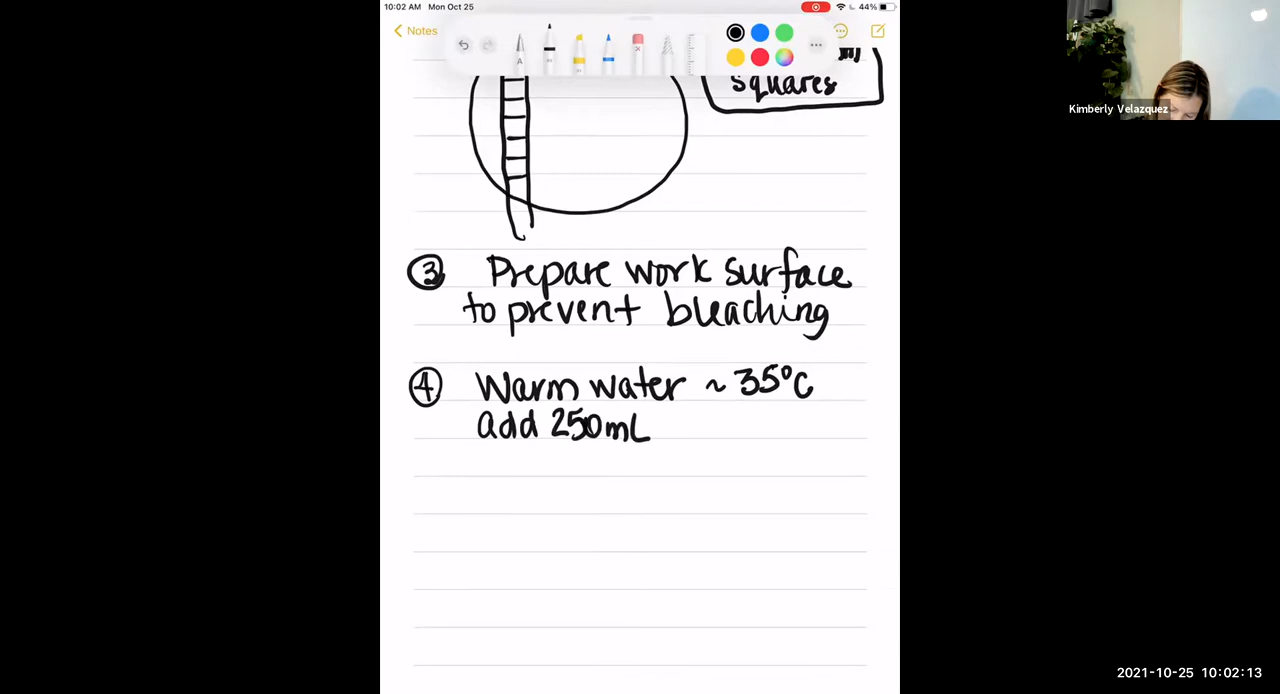 10:02 AM Mon Oct 25
44%
Notes
squares
3 Prepare work surface
to prevent bleaching
4 Warm water ~ 35°C
add 250mL
Kimberly Velazquez
2021-10-25 10:02:13